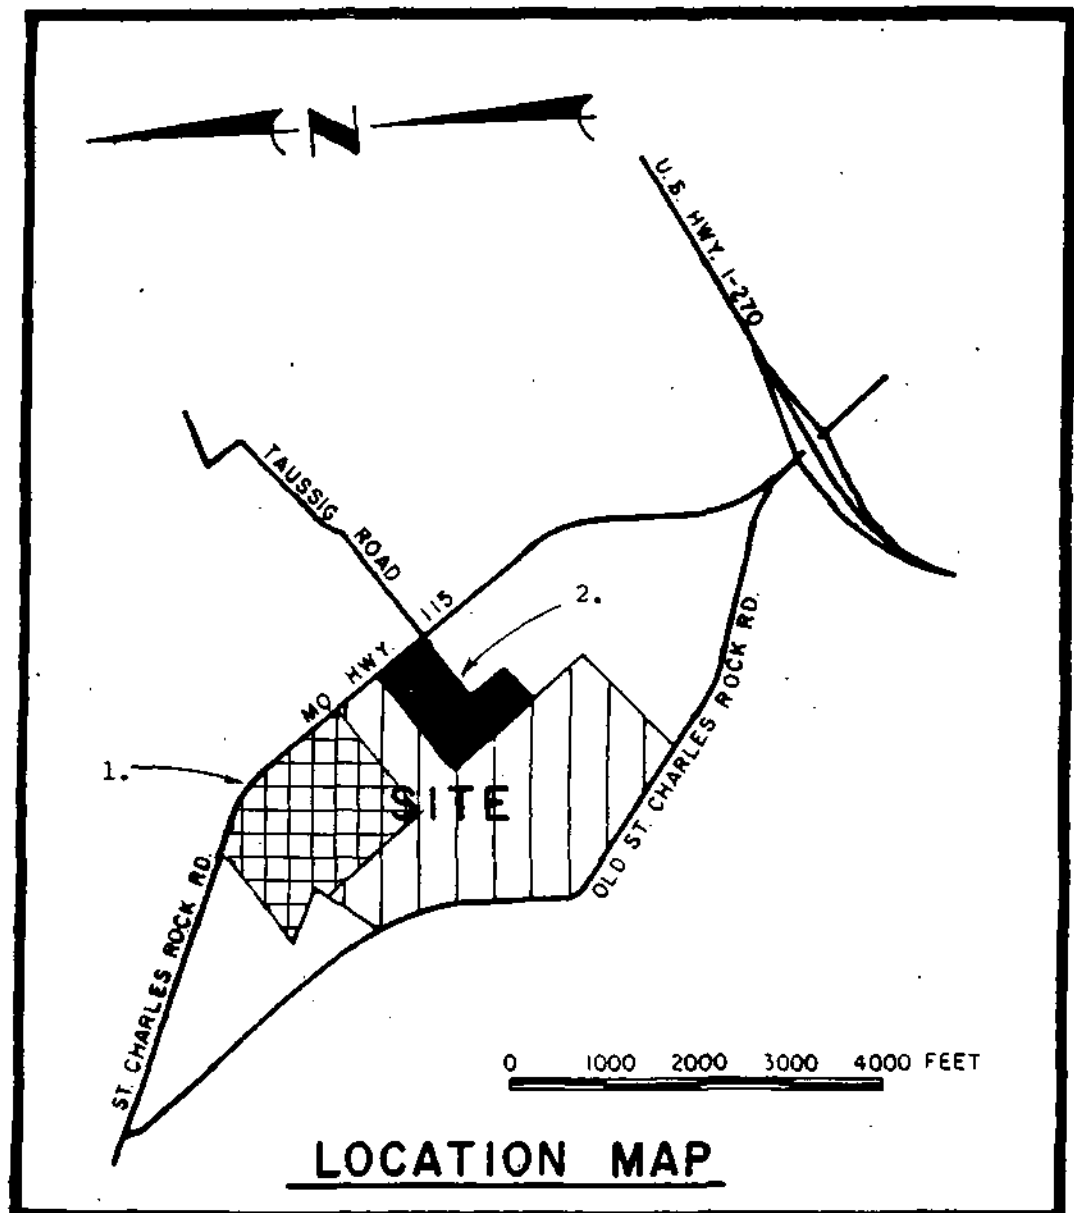 N
U.S. HWY. I-270
TAUSSIG ROAD
MO. HWY. 115
2.
1.
SITE
ST. CHARLES ROCK RD.
OLD ST. CHARLES ROCK RD.
0 1000 2000 3000 4000 FEET
LOCATION MAP